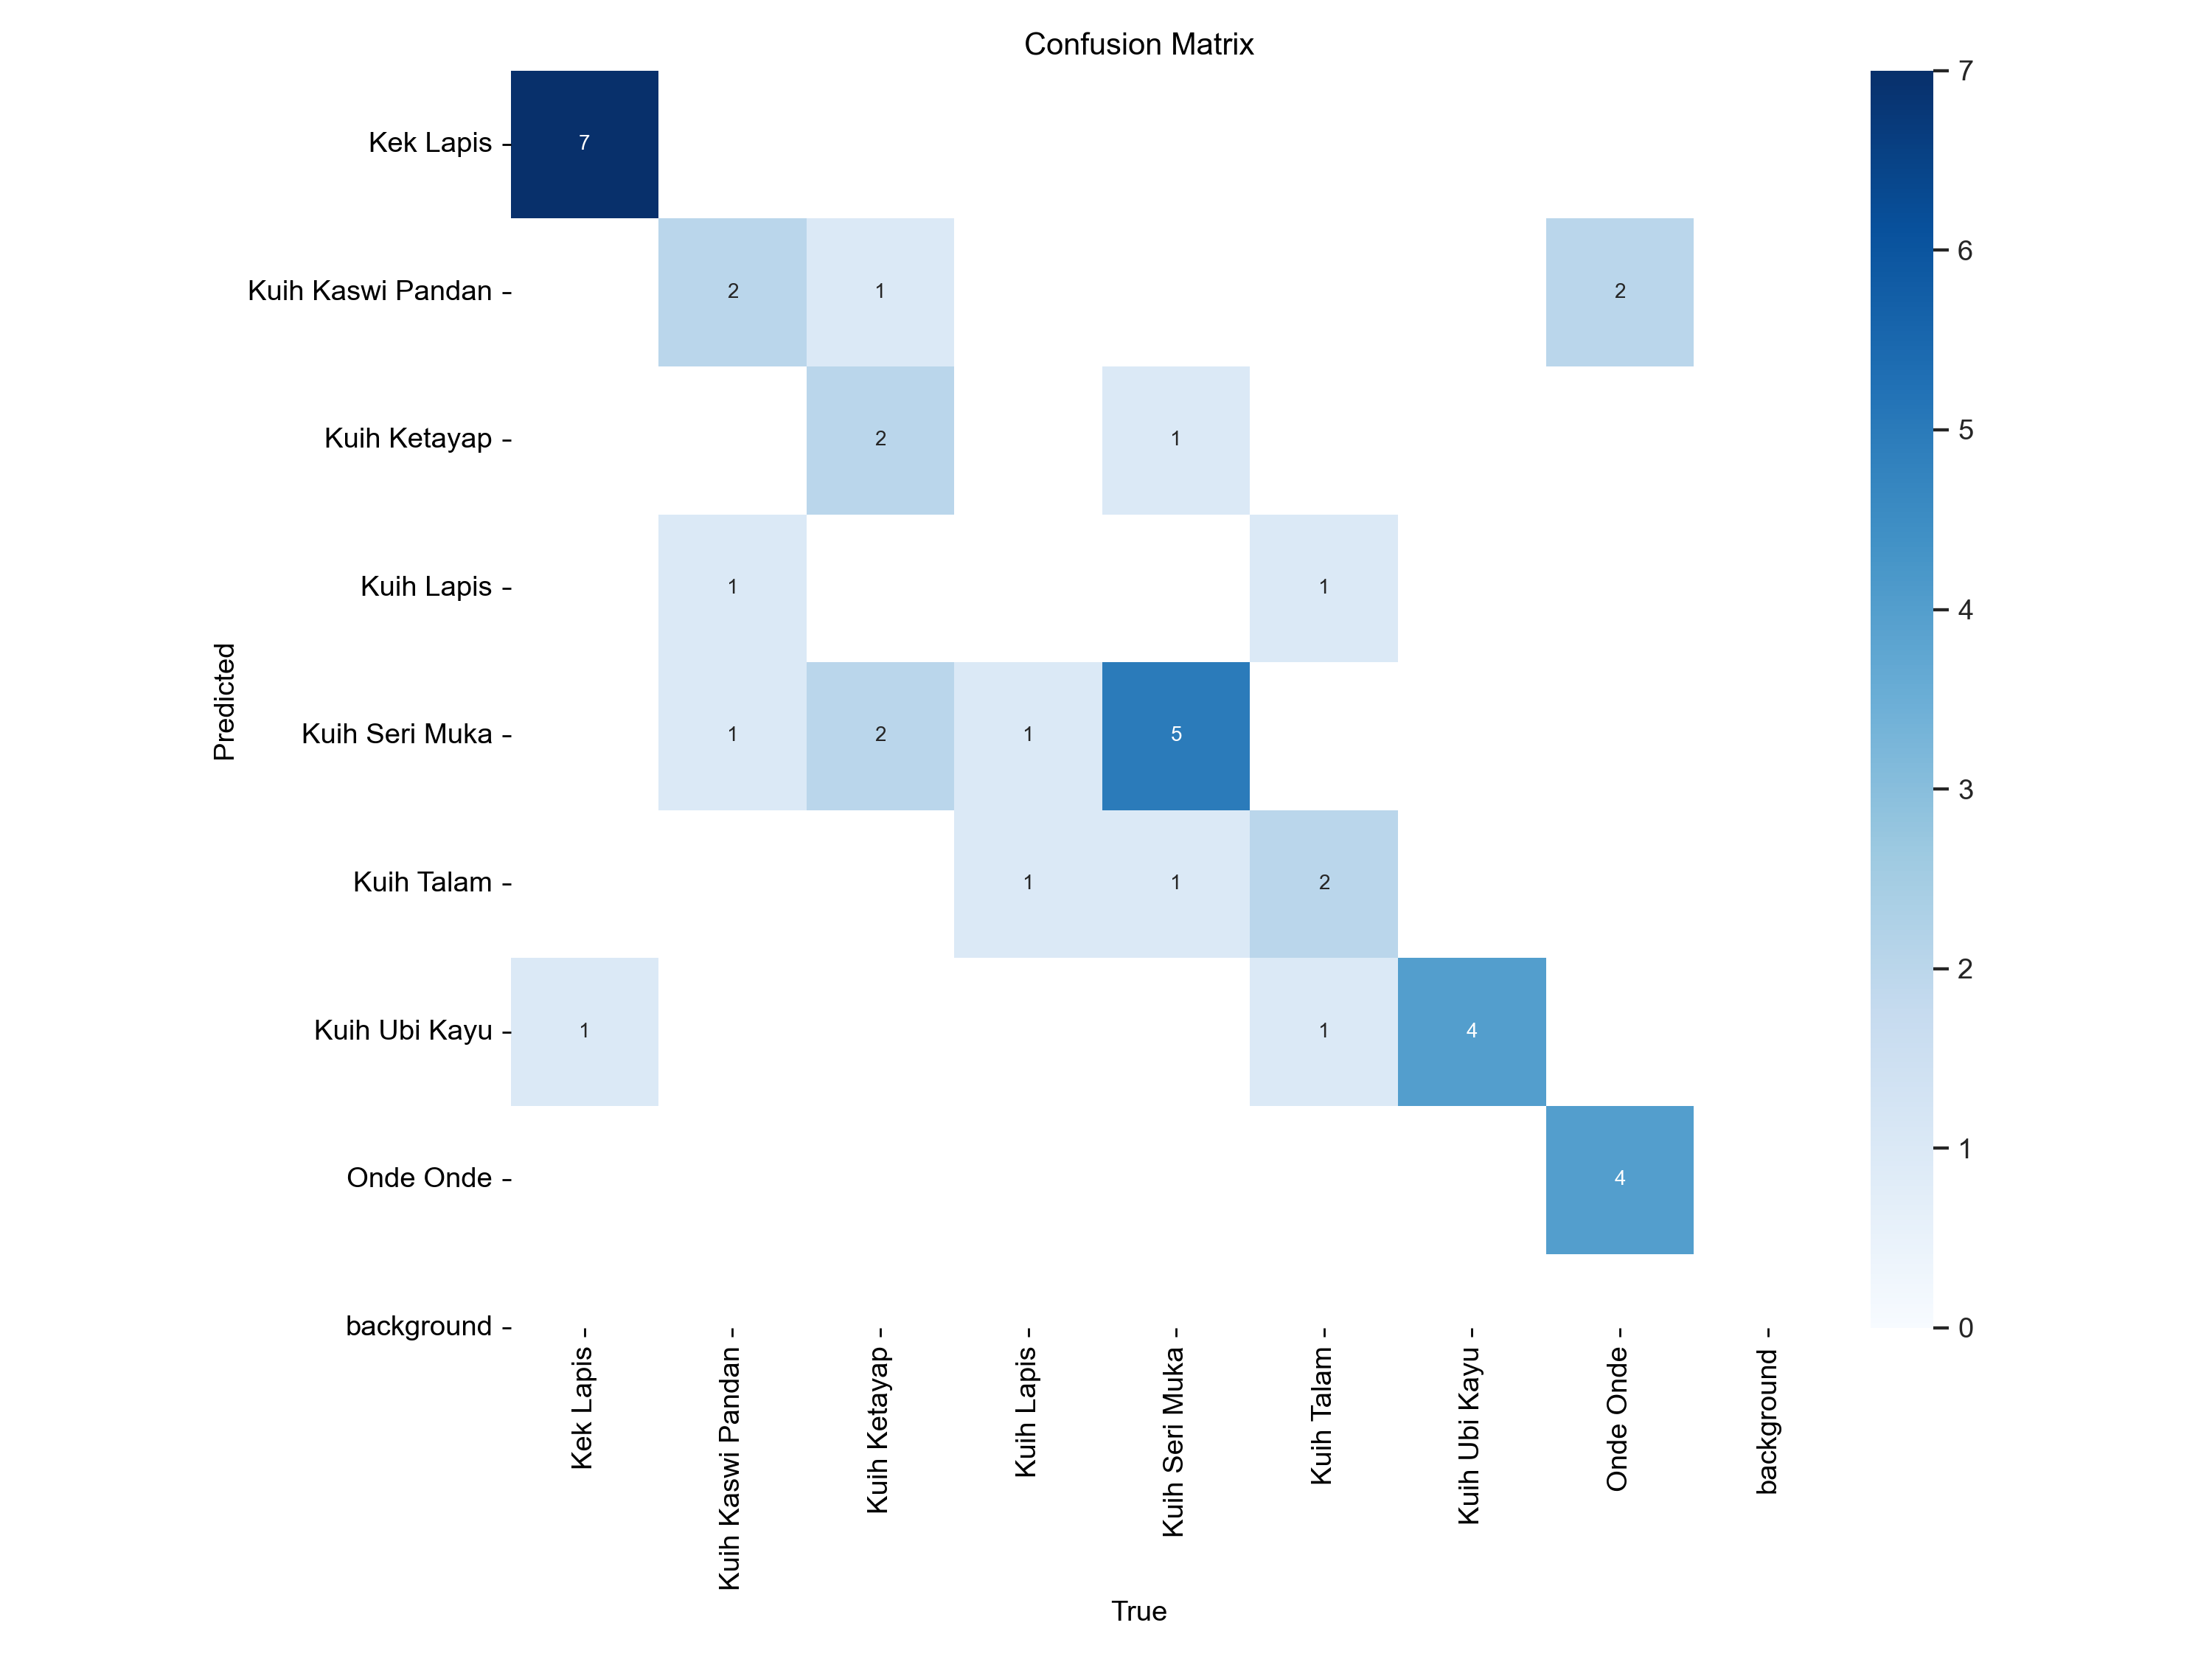 Confusion Matrix
Kek Lapis
7
Kuih Kaswi Pandan
2 1 2
Kuih Ketayap
2 1
Kuih Lapis
1 1
Kuih Seri Muka
1 2 1 5
Kuih Talam
1 1 2
Kuih Ubi Kayu
1 1 4
Onde Onde
4
background
Predicted
Kek Lapis
Kuih Kaswi Pandan
Kuih Ketayap
Kuih Lapis
Kuih Seri Muka
Kuih Talam
Kuih Ubi Kayu
Onde Onde
background
True
7
6
5
4
3
2
1
0